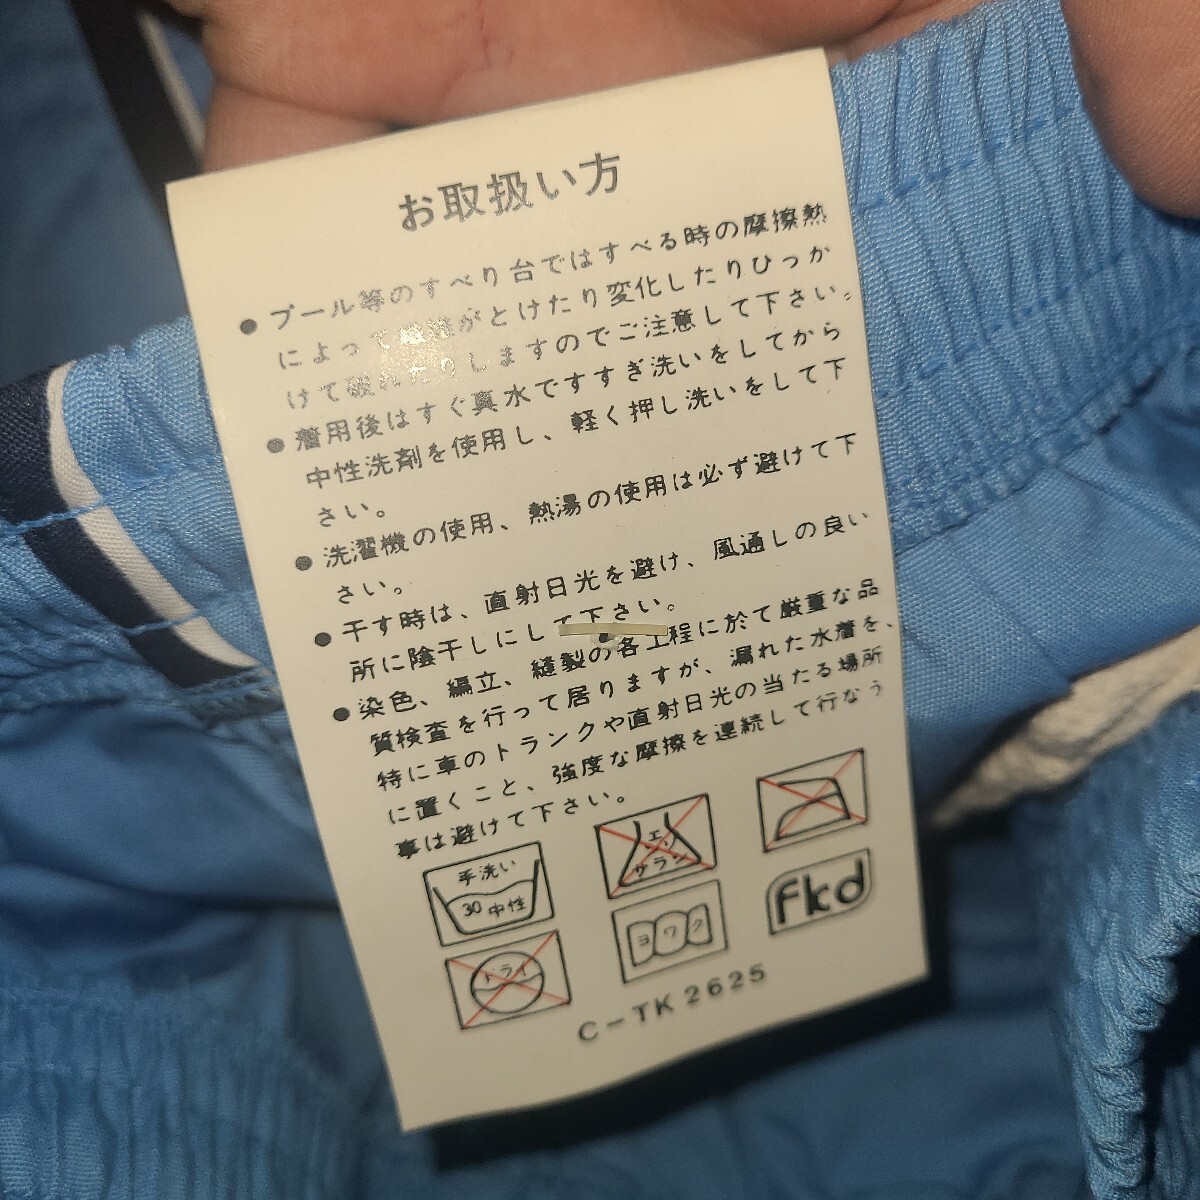 お取扱い方
● プール等のすべり台ではすべる時の摩擦熱
によって繊維がとけたり変化したりひっか
けて破れたりしますのでご注意して下さい。
● 着用後はすぐ真水ですすぎ洗いをしてから
中性洗剤を使用し、軽く押し洗いをして下
さい。
● 洗濯機の使用、熱湯の使用は必ず避けて下
さい。
● 干す時は、直射日光を避け、風通しの良い
所に陰干しにして下さい。
● 染色、編立、縫製の各工程に於て厳重な品
質検査を行って居りますが、漏れた水着を、
特に車のトランクや直射日光の当たる場所
に置くこと、強度な摩擦を連続して行なう
事は避けて下さい。
手洗い
30 中性
エンソ
サラシ
ドライ
ヨワク
fkd
C-TK 2625